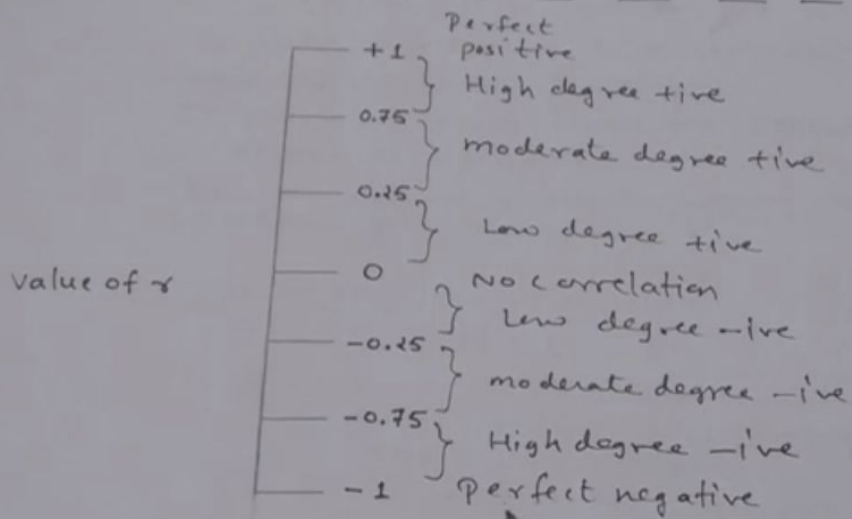 Perfect
+1 positive
High degree +ive
0.75
moderate degree +ive
0.25
Low degree +ive
0
value of r
No correlation
Low degree -ive
-0.25
moderate degree -ive
-0.75
High degree -ive
-1 perfect negative